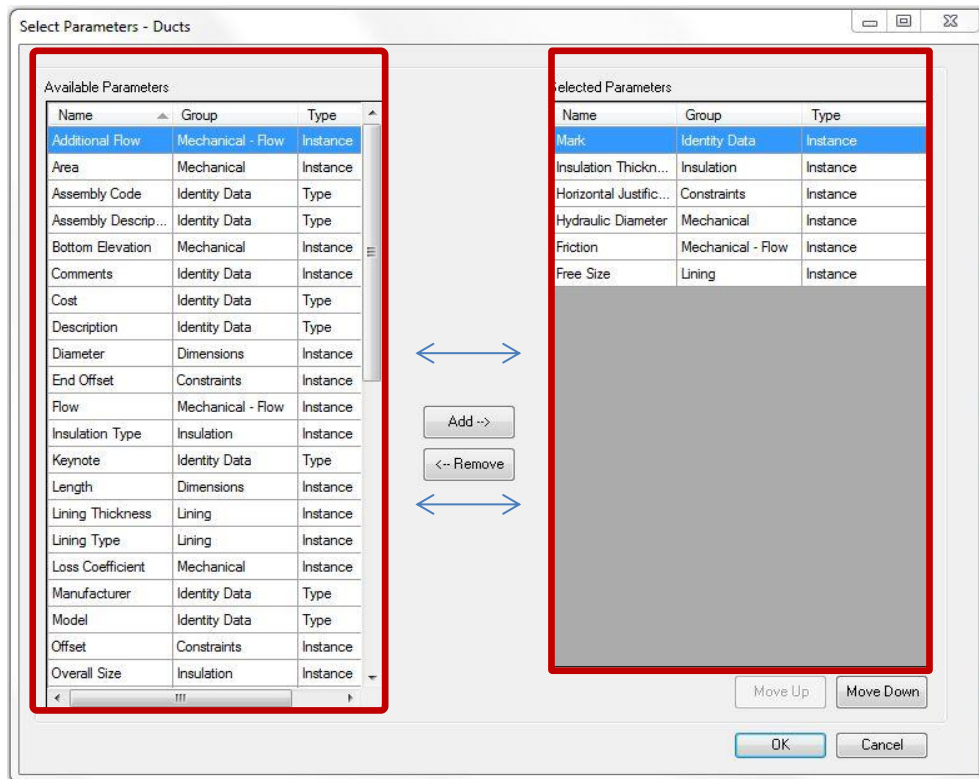 Select Parameters - Ducts
Available Parameters
Name Group Type
Additional Flow Mechanical - Flow Instance
Area Mechanical Instance
Assembly Code Identity Data Type
Assembly Descrip... Identity Data Type
Bottom Elevation Mechanical Instance
Comments Identity Data Instance
Cost Identity Data Type
Description Identity Data Type
Diameter Dimensions Instance
End Offset Constraints Instance
Flow Mechanical - Flow Instance
Insulation Type Insulation Instance
Keynote Identity Data Type
Length Dimensions Instance
Lining Thickness Lining Instance
Lining Type Lining Instance
Loss Coefficient Mechanical Instance
Manufacturer Identity Data Type
Model Identity Data Type
Offset Constraints Instance
Overall Size Insulation Instance
Add -->
<-- Remove
Selected Parameters
Name Group Type
Mark Identity Data Instance
Insulation Thickn... Insulation Instance
Horizontal Justific... Constraints Instance
Hydraulic Diameter Mechanical Instance
Friction Mechanical - Flow Instance
Free Size Lining Instance
Move Up Move Down
OK Cancel